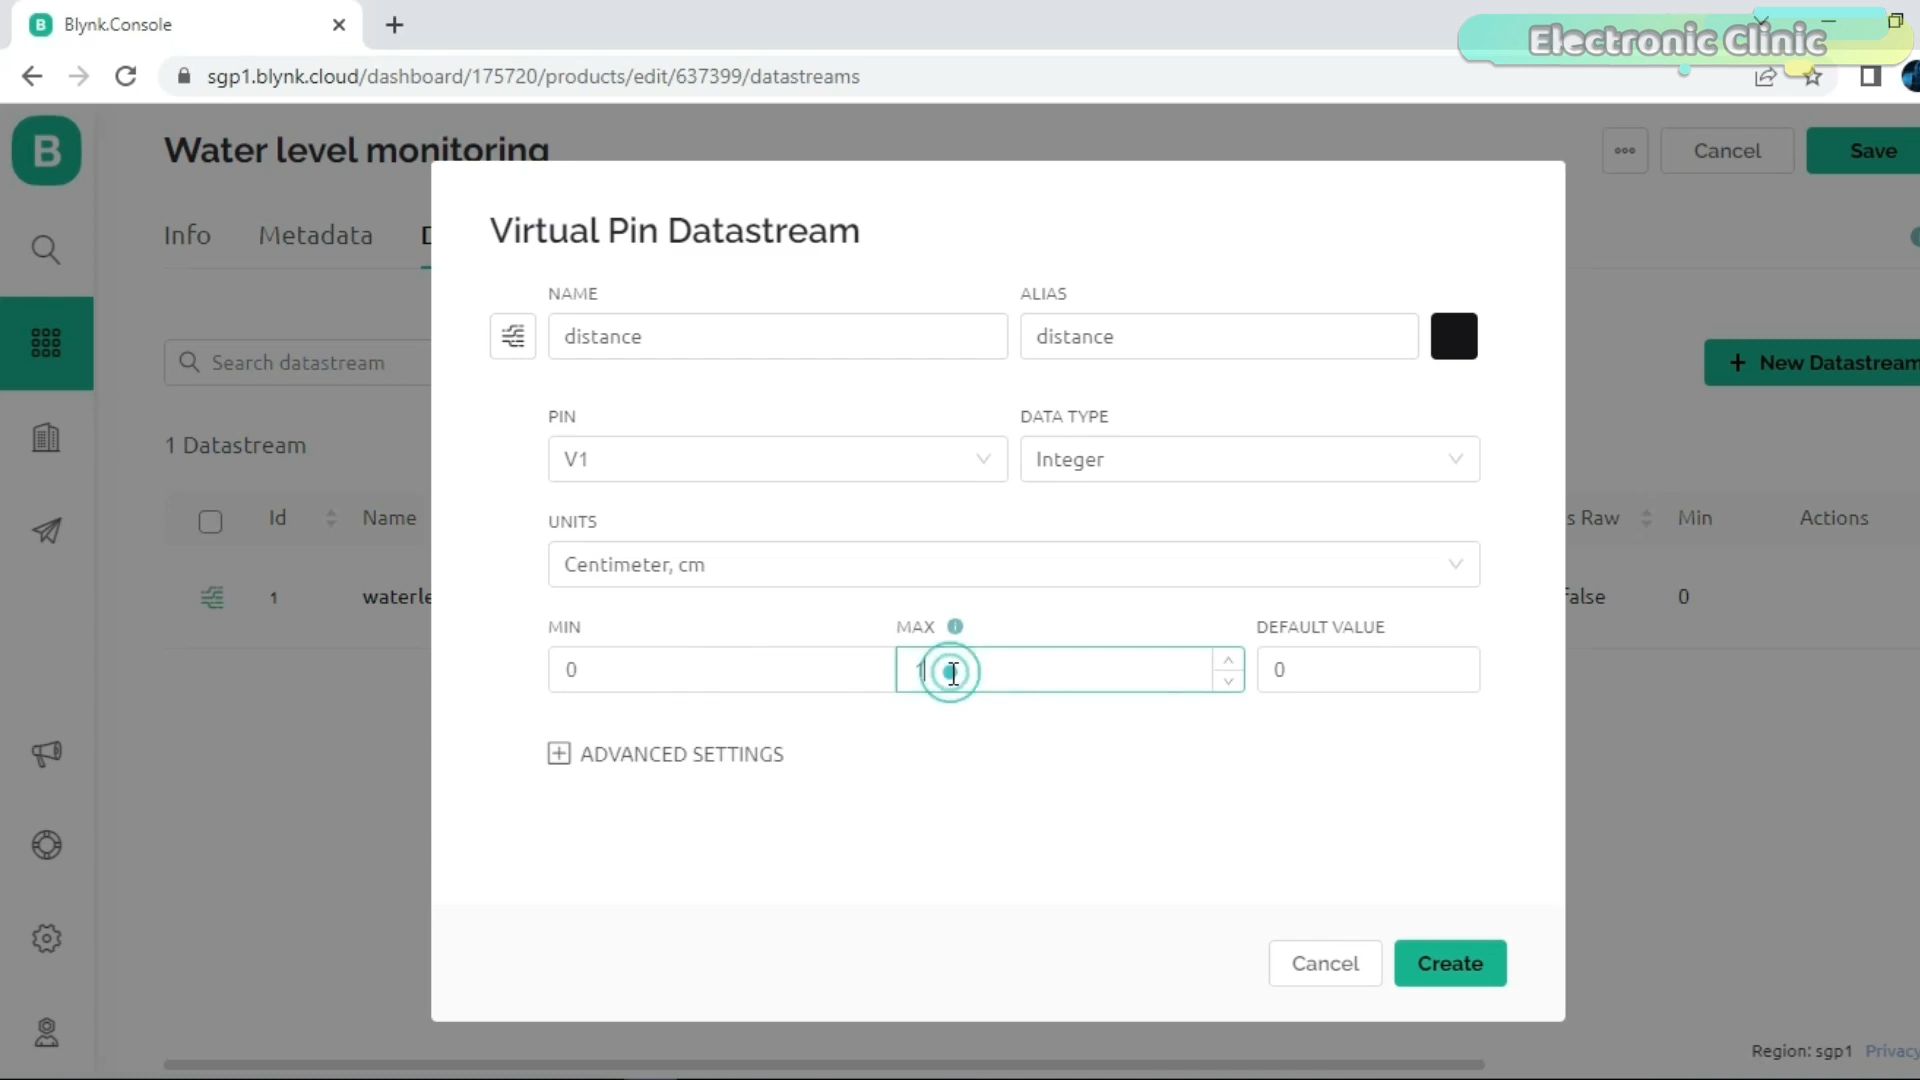 B Blynk.Console
Electronic Clinic
sgp1.blynk.cloud/dashboard/175720/products/edit/637399/datastreams
B
Water level monitoring
Cancel
Save
Info
Metadata
D
Search datastream
New Datastream
1 Datastream
Id
Name
s Raw
Min
Actions
1
waterle
false
0
Virtual Pin Datastream
NAME
ALIAS
distance
distance
PIN
DATA TYPE
V1
Integer
UNITS
Centimeter, cm
MIN
MAX
DEFAULT VALUE
0
1
0
ADVANCED SETTINGS
Cancel
Create
Region: sgp1 Privacy